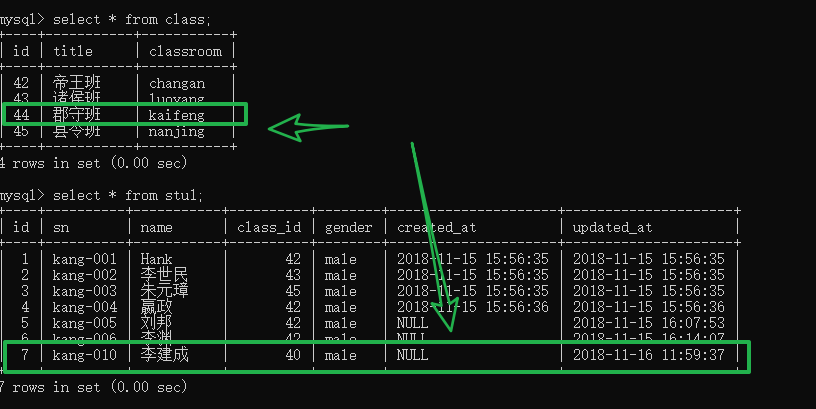 mysql> select * from class;
| id | title | classroom |
| 42 | 帝王班 | changan |
| 43 | 诸侯班 | luoyang |
| 44 | 郡守班 | kaifeng |
| 45 | 县令班 | nanjing |
4 rows in set (0.00 sec)
mysql> select * from stu1;
| id | sn | name | class_id | gender | created_at | updated_at |
| 1 | kang-001 | Hank | 42 | male | 2018-11-15 15:56:35 | 2018-11-15 15:56:35 |
| 2 | kang-002 | 李世民 | 43 | male | 2018-11-15 15:56:35 | 2018-11-15 15:56:35 |
| 3 | kang-003 | 朱元璋 | 45 | male | 2018-11-15 15:56:35 | 2018-11-15 15:56:35 |
| 4 | kang-004 | 嬴政 | 42 | male | 2018-11-15 15:56:36 | 2018-11-15 15:56:36 |
| 5 | kang-005 | 刘邦 | 42 | male | NULL | 2018-11-15 16:07:53 |
| 6 | kang-006 | 李渊 | 42 | male | NULL | 2018-11-15 16:14:07 |
| 7 | kang-010 | 李建成 | 40 | male | NULL | 2018-11-16 11:59:37 |
7 rows in set (0.00 sec)